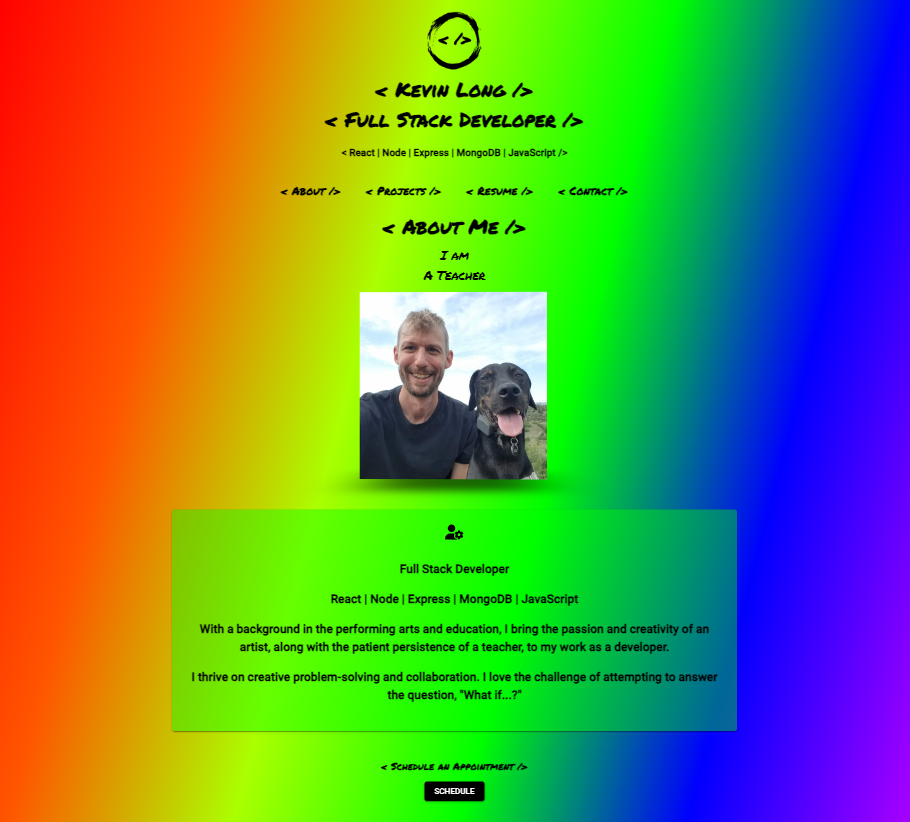 < />
< Kevin Long />
< Full Stack Developer />
< React | Node | Express | MongoDB | JavaScript />
< About /> < Projects /> < Resume /> < Contact />
< About Me />
I am
A Teacher
Full Stack Developer
React | Node | Express | MongoDB | JavaScript
With a background in the performing arts and education, I bring the passion and creativity of an
artist, along with the patient persistence of a teacher, to my work as a developer.
I thrive on creative problem-solving and collaboration. I love the challenge of attempting to answer
the question, "What if...?"
< Schedule an Appointment />
SCHEDULE